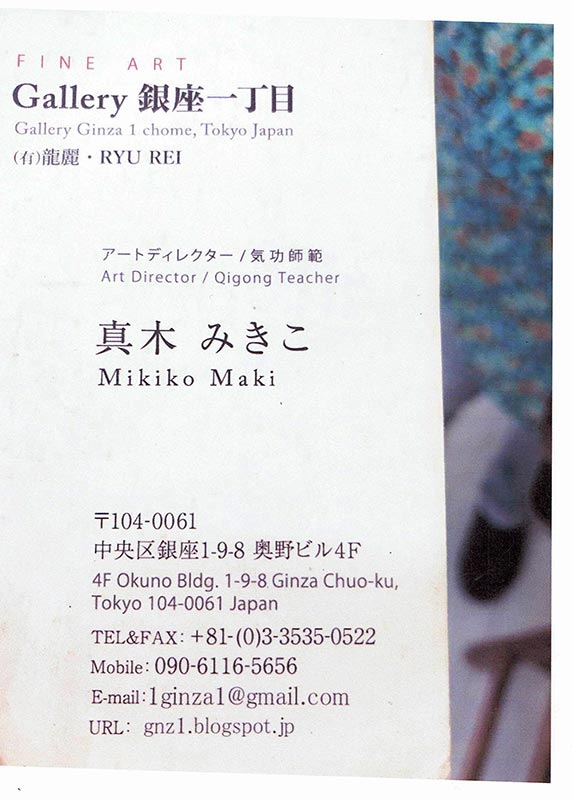 FINE ART
Gallery 銀座一丁目
Gallery Ginza 1 chome, Tokyo Japan
(有)龍麗・RYU REI
アートディレクター / 気功師範
Art Director / Qigong Teacher
真木 みきこ
Mikiko Maki
〒104-0061
中央区銀座1-9-8 奥野ビル4F
4F Okuno Bldg. 1-9-8 Ginza Chuo-ku,
Tokyo 104-0061 Japan
TEL&FAX: +81-(0)3-3535-0522
Mobile: 090-6116-5656
E-mail: 1ginza1@gmail.com
URL: gnz1.blogspot.jp